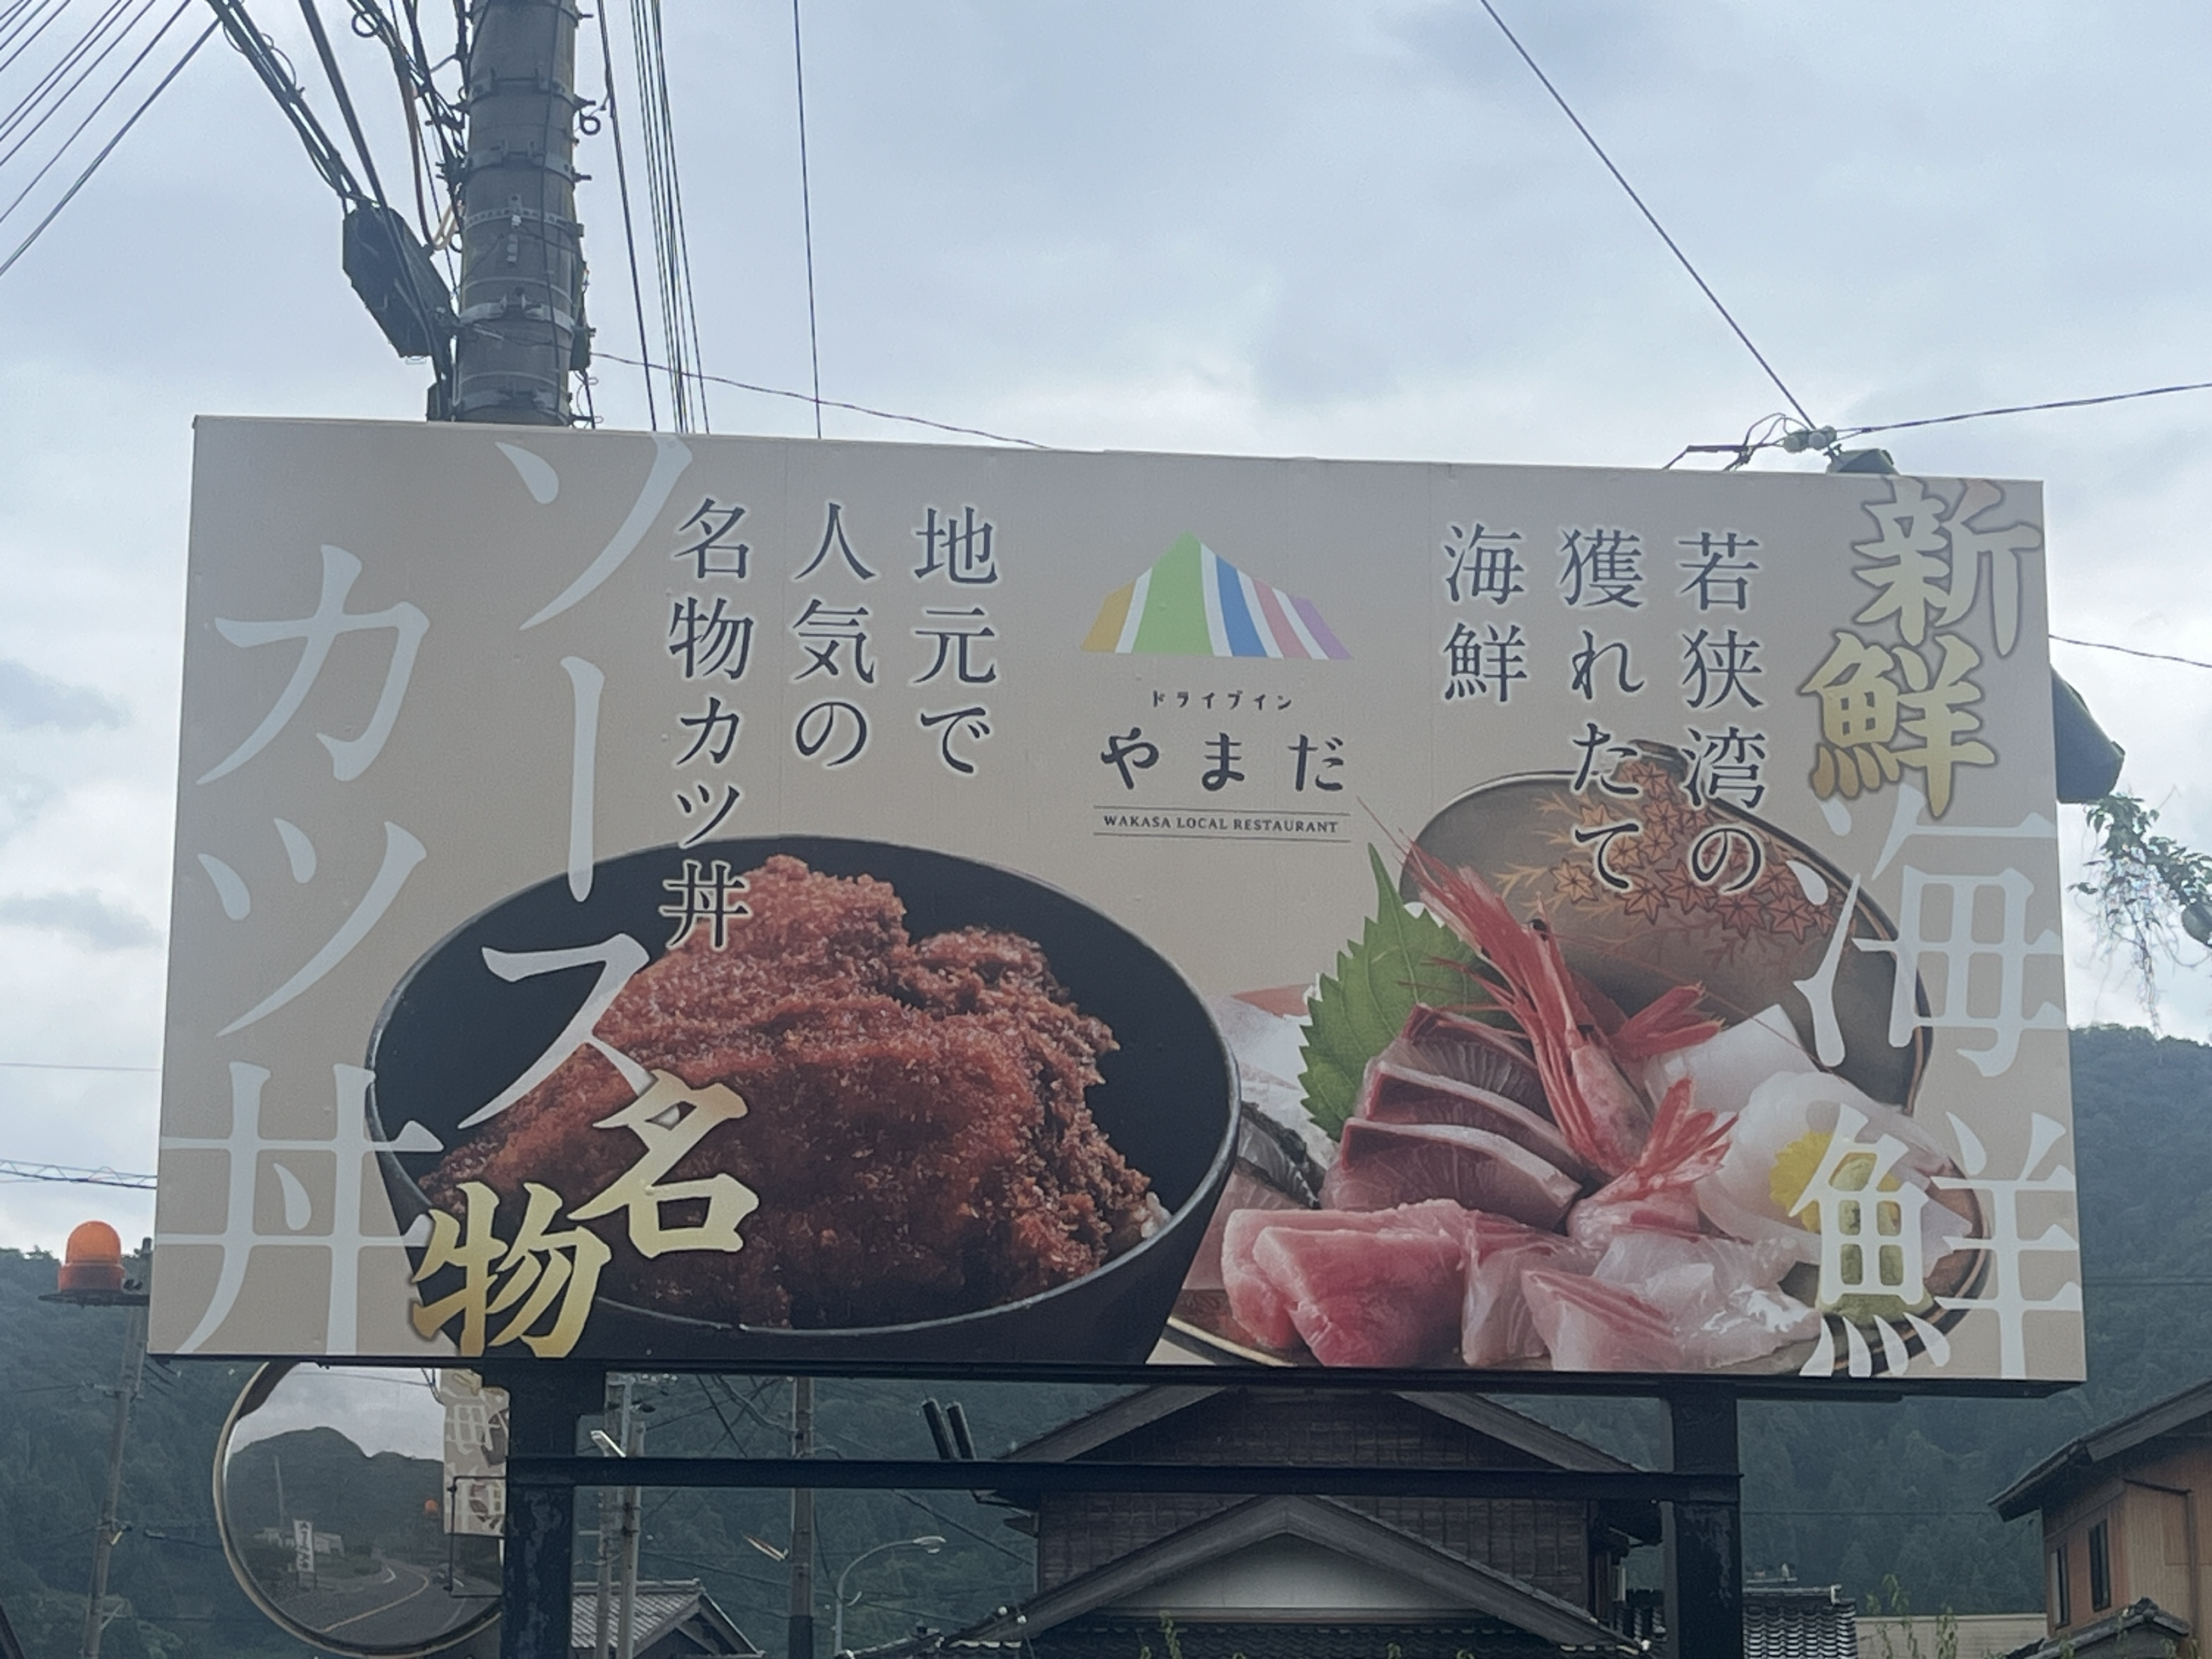 新鮮
海鮮
若狭湾の
獲れたて
海鮮
ドライブイン
やまだ
WAKASA LOCAL RESTAURANT
地元で
人気の
名物カツ丼
名物
ソース
カツ丼